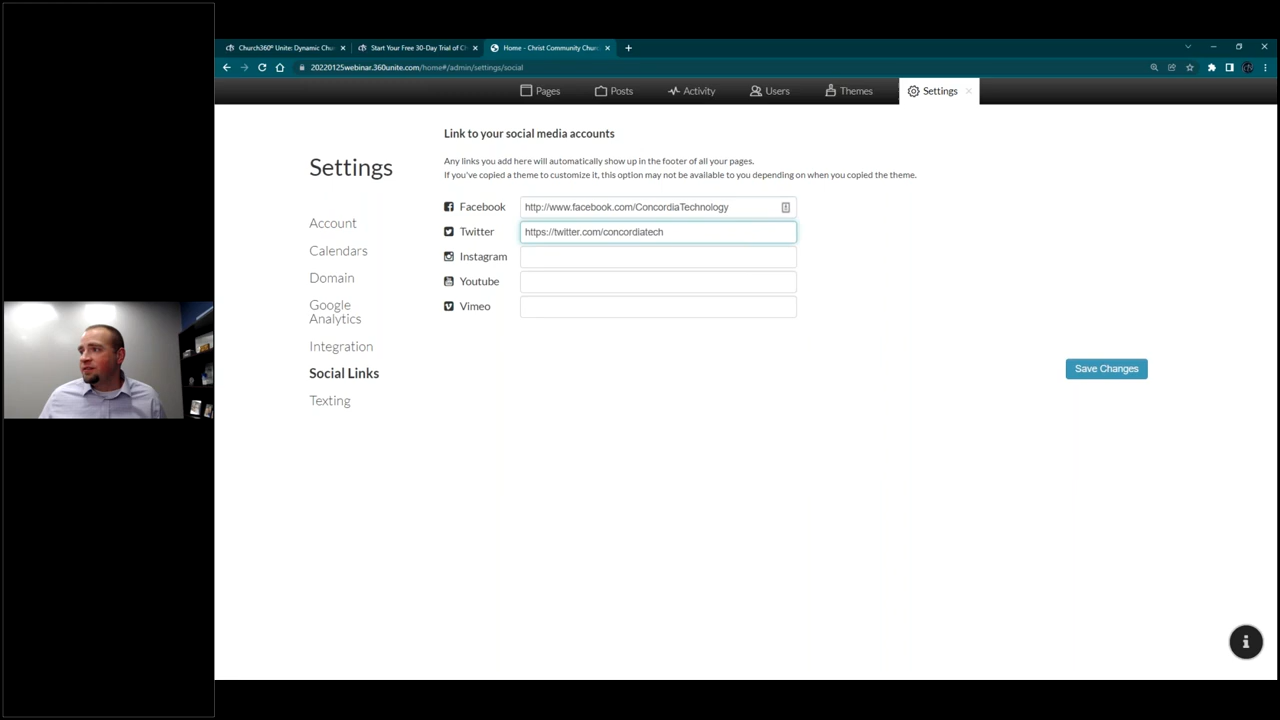 Church360º Unite: Dynamic Chu
Start Your Free 30-Day Trial of C
Home - Christ Community Churc
20220125webinar.360unite.com/home#/admin/settings/social
Pages
Posts
Activity
Users
Themes
Settings
Settings
Account
Calendars
Domain
Google
Analytics
Integration
Social Links
Texting
Link to your social media accounts
Any links you add here will automatically show up in the footer of all your pages.
If you've copied a theme to customize it, this option may not be available to you depending on when you copied the theme.
Facebook http://www.facebook.com/ConcordiaTechnology
Twitter https://twitter.com/concordiatech
Instagram
Youtube
Vimeo
Save Changes